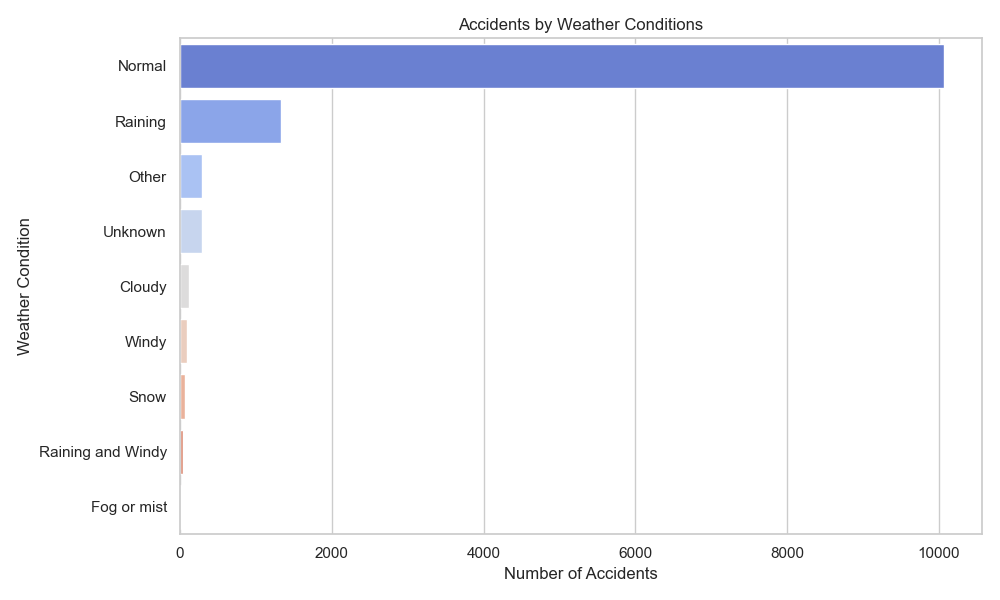 Accidents by Weather Conditions
Normal
Raining
Other
Unknown
Cloudy
Windy
Snow
Raining and Windy
Fog or mist
Weather Condition
0 2000 4000 6000 8000 10000
Number of Accidents